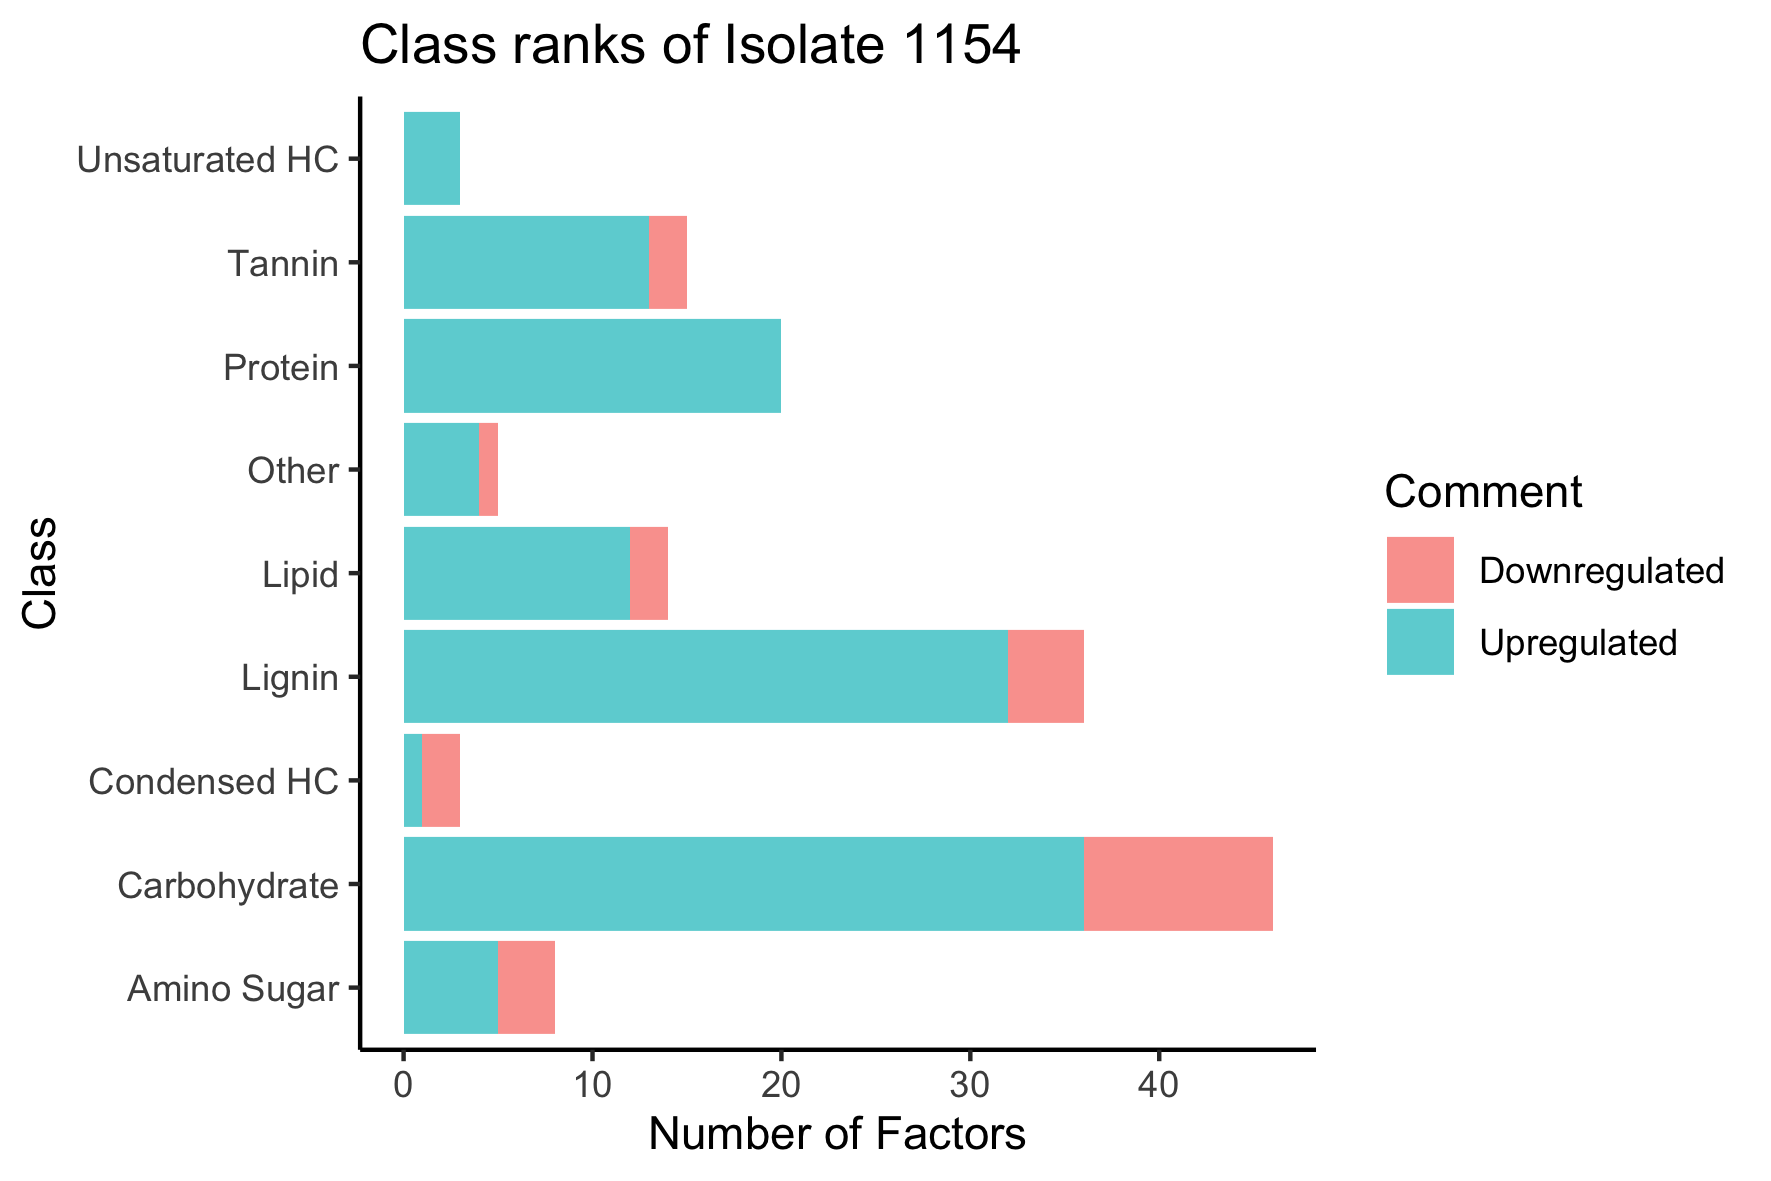 Class ranks of Isolate 1154
Unsaturated HC
Tannin
Protein
Other
Lipid
Lignin
Condensed HC
Carbohydrate
Amino Sugar
Class
0 10 20 30 40
Number of Factors
Comment
Downregulated
Upregulated